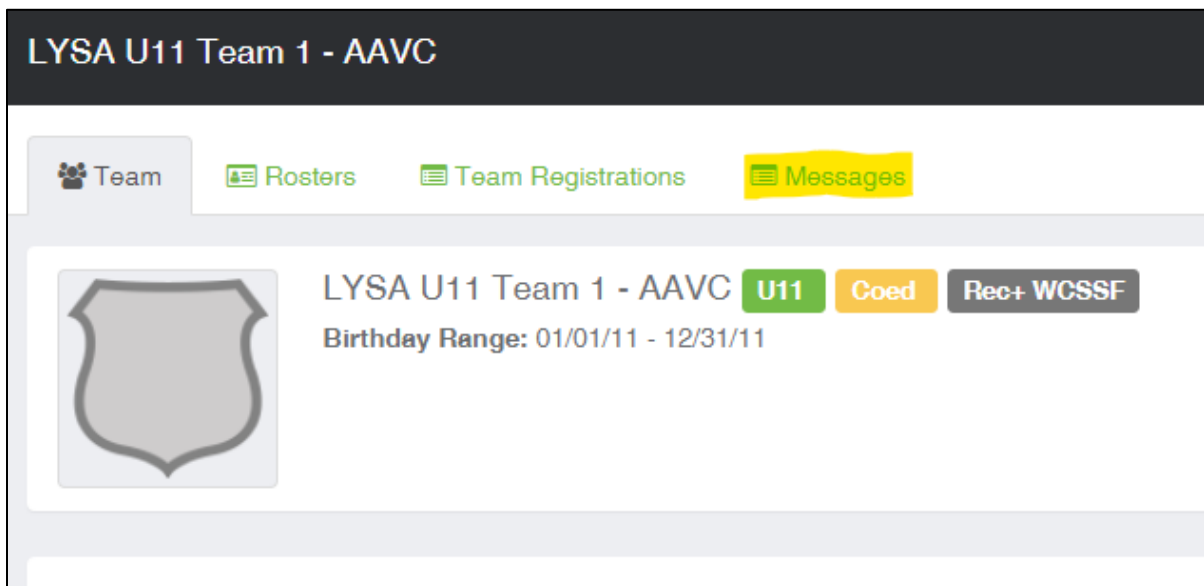 LYSA U11 Team 1 - AAVC
Team Rosters Team Registrations Messages
LYSA U11 Team 1 - AAVC U11 Coed Rec+ WCSSF
Birthday Range: 01/01/11 - 12/31/11